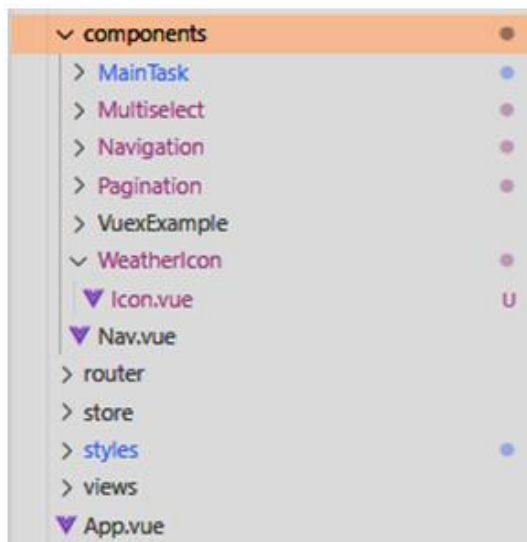 components
MainTask
Multiselect
Navigation
Pagination
VuexExample
WeatherIcon
Icon.vue U
Nav.vue
router
store
styles
views
App.vue